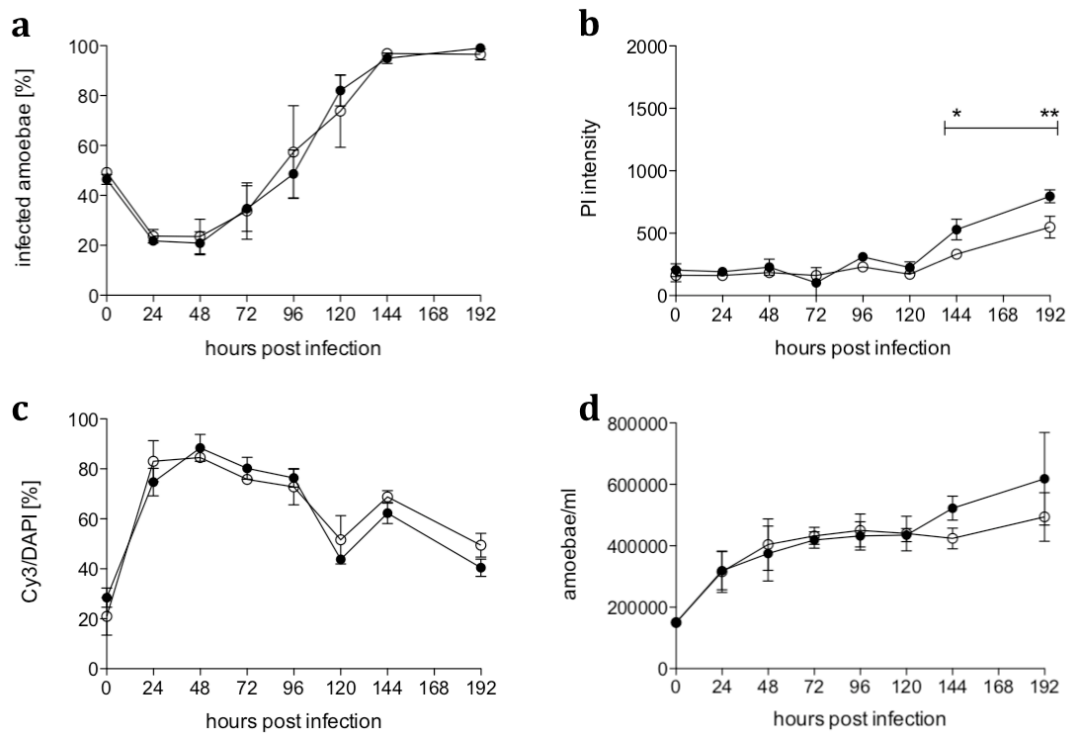 a
infected amoebae [%]
100
80
60
40
20
0
0 24 48 72 96 120 144 168 192
hours post infection
b
PI intensity
2000
1500
1000
500
0
* **
0 24 48 72 96 120 144 168 192
hours post infection
c
Cy3/DAPI [%]
100
80
60
40
20
0
0 24 48 72 96 120 144 168 192
hours post infection
d
amoebae/ml
800000
600000
400000
200000
0
0 24 48 72 96 120 144 168 192
hours post infection